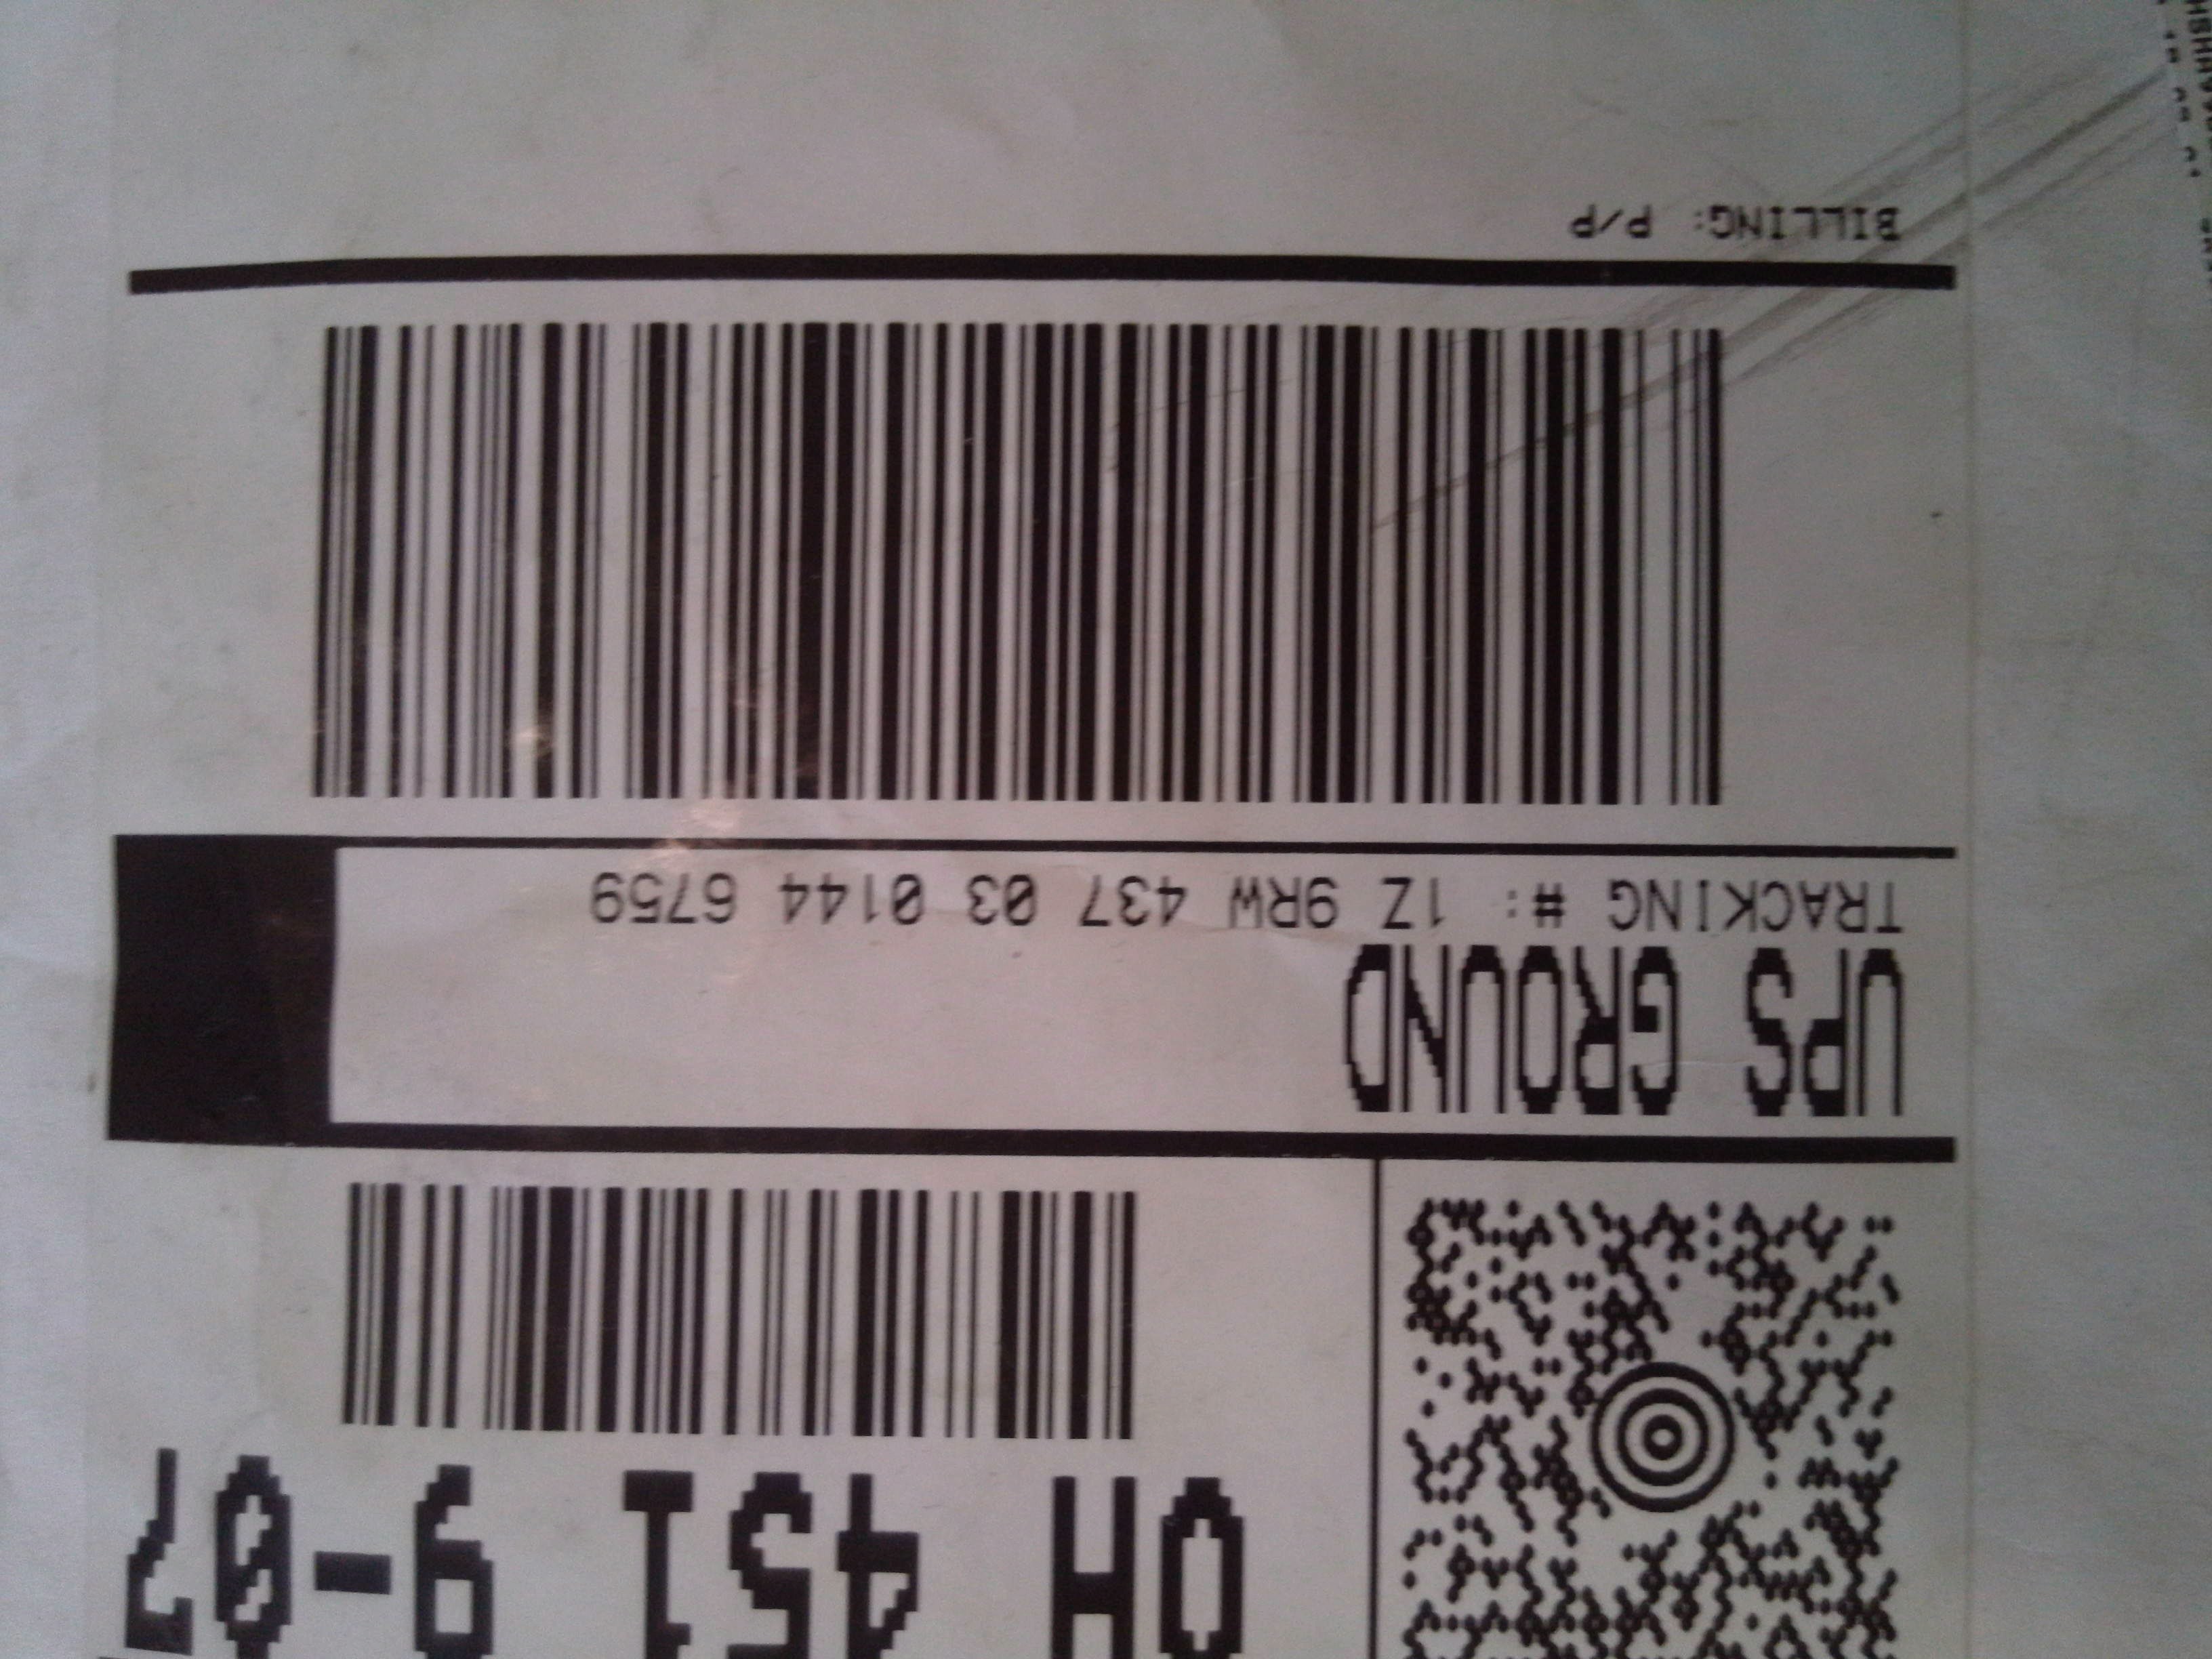 OH 451 9-07
UPS GROUND
TRACKING #: 1Z 9RW 437 03 0144 6759
BILLING: P/P